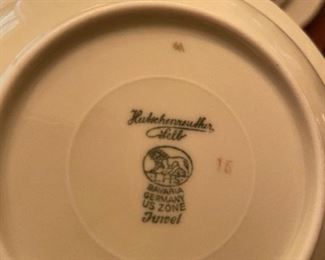 Hutschenreuther
Selb
16
BAVARIA
GERMANY
US ZONE
Juwel